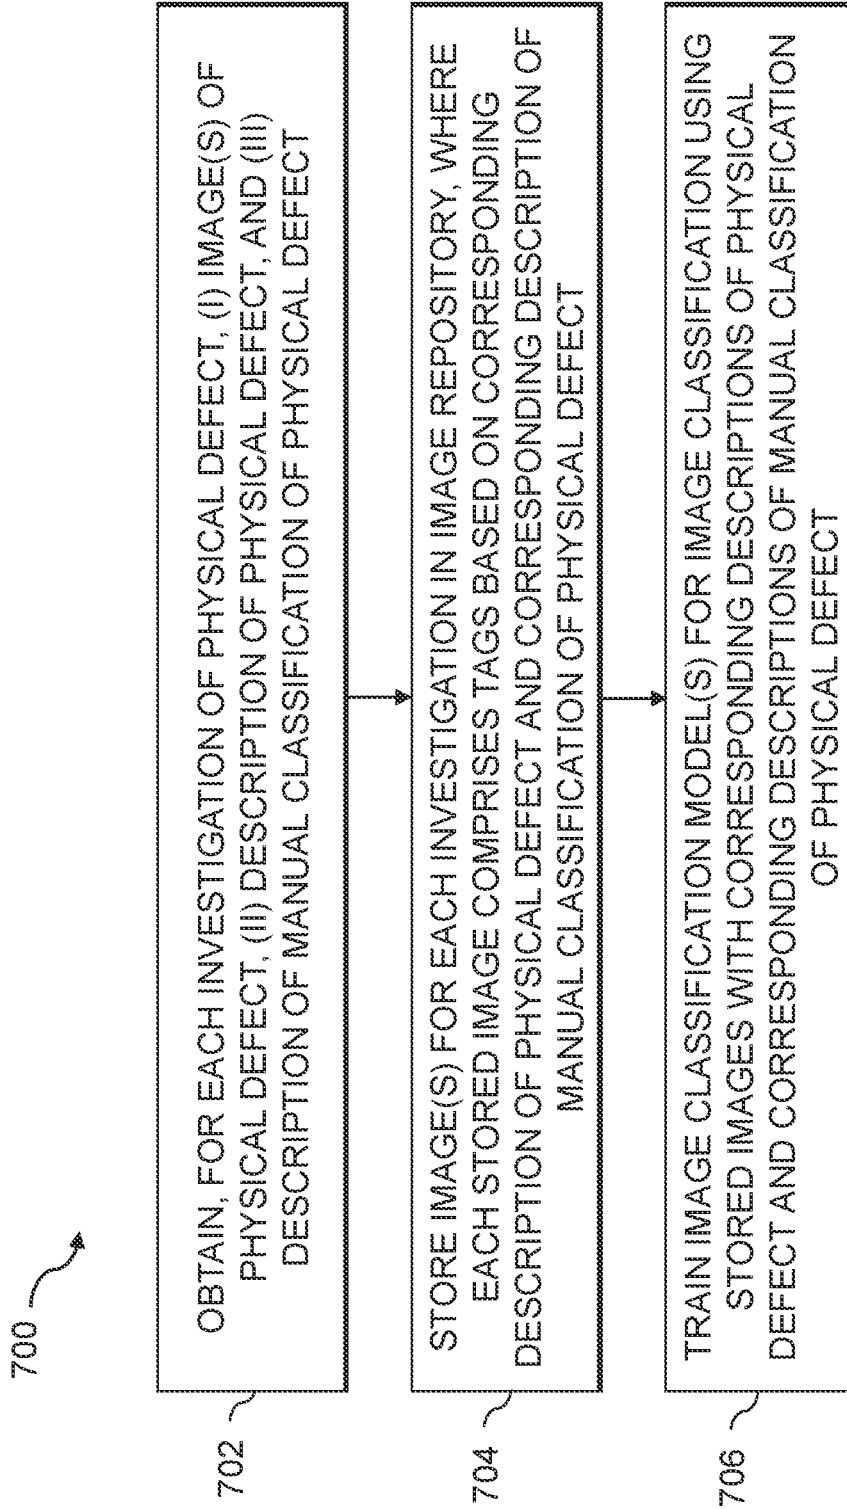 700
702
OBTAIN, FOR EACH INVESTIGATION OF PHYSICAL DEFECT, (I) IMAGE(S) OF
PHYSICAL DEFECT, (II) DESCRIPTION OF PHYSICAL DEFECT, AND (III)
DESCRIPTION OF MANUAL CLASSIFICATION OF PHYSICAL DEFECT
704
STORE IMAGE(S) FOR EACH INVESTIGATION IN IMAGE REPOSITORY, WHERE
EACH STORED IMAGE COMPRISES TAGS BASED ON CORRESPONDING
DESCRIPTION OF PHYSICAL DEFECT AND CORRESPONDING DESCRIPTION OF
MANUAL CLASSIFICATION OF PHYSICAL DEFECT
706
TRAIN IMAGE CLASSIFICATION MODEL(S) FOR IMAGE CLASSIFICATION USING
STORED IMAGES WITH CORRESPONDING DESCRIPTIONS OF PHYSICAL
DEFECT AND CORRESPONDING DESCRIPTIONS OF MANUAL CLASSIFICATION
OF PHYSICAL DEFECT